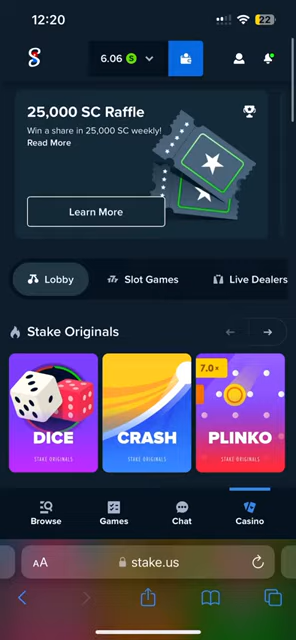 12:20
22
6.06 S
25,000 SC Raffle
Win a share in 25,000 SC weekly!
Read More
Learn More
Lobby
Slot Games
Live Dealers
Stake Originals
7.0×
DICE
STAKE ORIGINALS
CRASH
STAKE ORIGINALS
PLINKO
STAKE ORIGINALS
Browse
Games
Chat
Casino
AA
stake.us